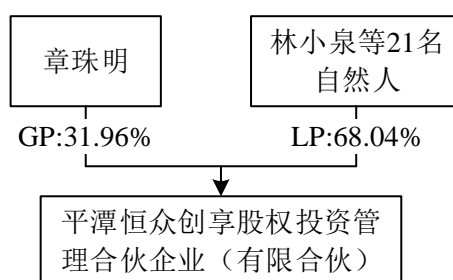 章珠明
林小泉等21名
自然人
GP:31.96%
LP:68.04%
平潭恒众创享股权投资管
理合伙企业（有限合伙）